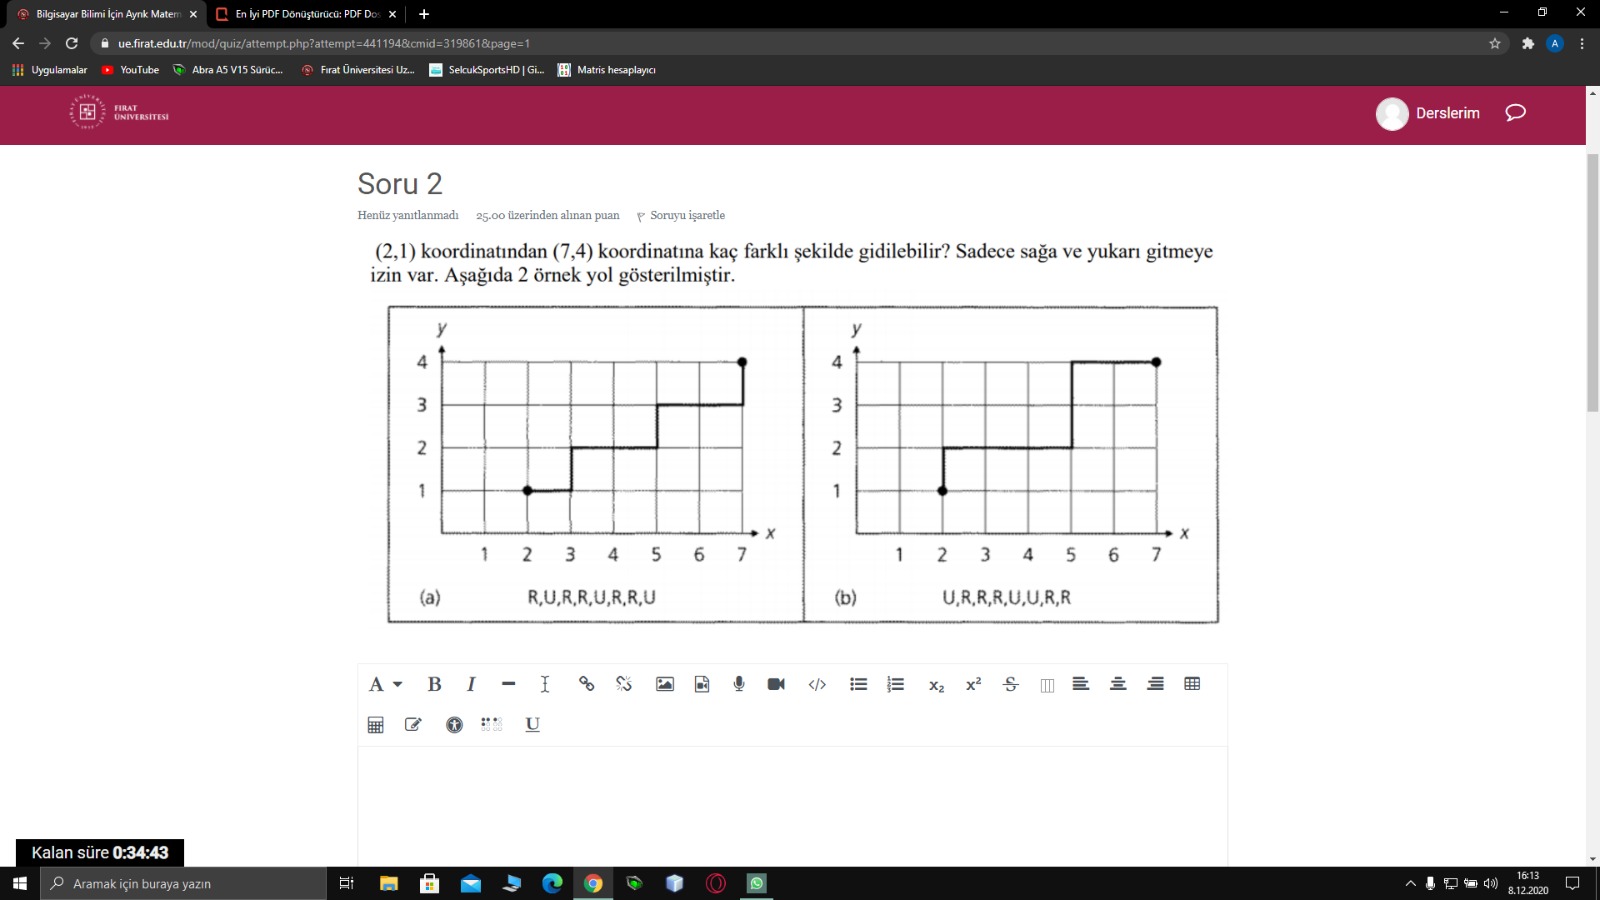 Bilgisayar Bilimi İçin Ayrık Matem
En İyi PDF Dönüştürücü: PDF Dos
ue.firat.edu.tr/mod/quiz/attempt.php?attempt=441194&cmid=319861&page=1
A
Uygulamalar
YouTube
Abra A5 V15 Sürüc...
Fırat Üniversitesi Uz...
SelcukSportsHD | Gi...
Matris hesaplayıcı
FIRAT
ÜNİVERSİTESİ
Derslerim
Soru 2
Henüz yanıtlanmadı 25,00 üzerinden alınan puan Soruyu işaretle
(2,1) koordinatından (7,4) koordinatına kaç farklı şekilde gidilebilir? Sadece sağa ve yukarı gitmeye
izin var. Aşağıda 2 örnek yol gösterilmiştir.
y
4
3
2
1
x
1 2 3 4 5 6 7
(a) R,U,R,R,U,R,R,U
y
4
3
2
1
x
1 2 3 4 5 6 7
(b) U,R,R,R,U,U,R,R
Kalan süre 0:34:43
Aramak için buraya yazın
16:13
8.12.2020